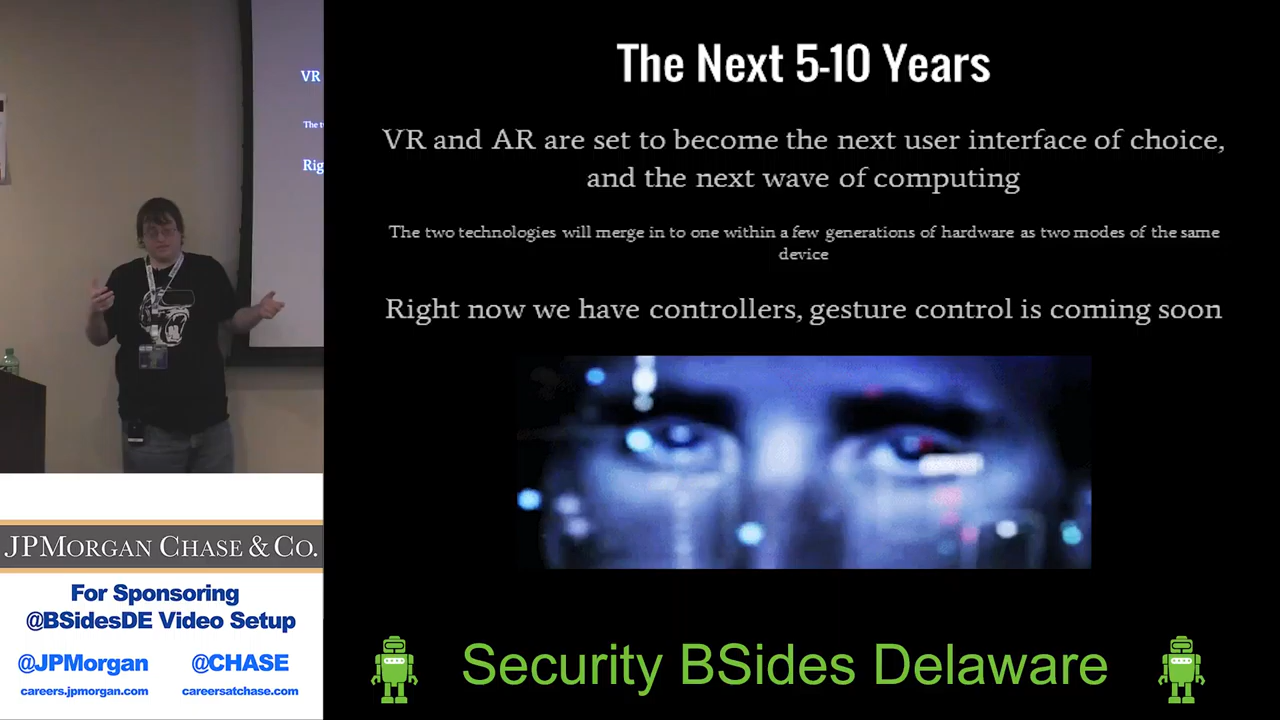 The Next 5-10 Years
VR and AR are set to become the next user interface of choice,
and the next wave of computing
The two technologies will merge in to one within a few generations of hardware as two modes of the same
device
Right now we have controllers, gesture control is coming soon
VR
The t
Rig
JPMORGAN CHASE & CO.
For Sponsoring
@BSidesDE Video Setup
@JPMorgan @CHASE
careers.jpmorgan.com careersatchase.com
Security BSides Delaware